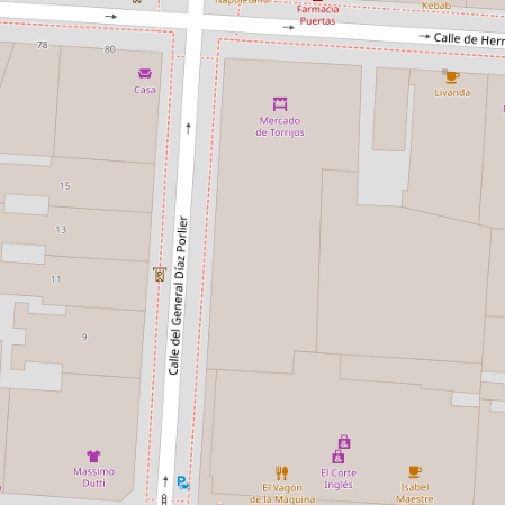 Napoletano
Farmacia
Puertas
Kebab
Calle de Herm
78
80
Casa
Livanda
Mercado
de Torrijos
15
13
11
9
Calle del General Díaz Porlier
Massimo
Dutti
El Vagón
de la Máquina
El Corte
Inglés
Isabel
Maestre